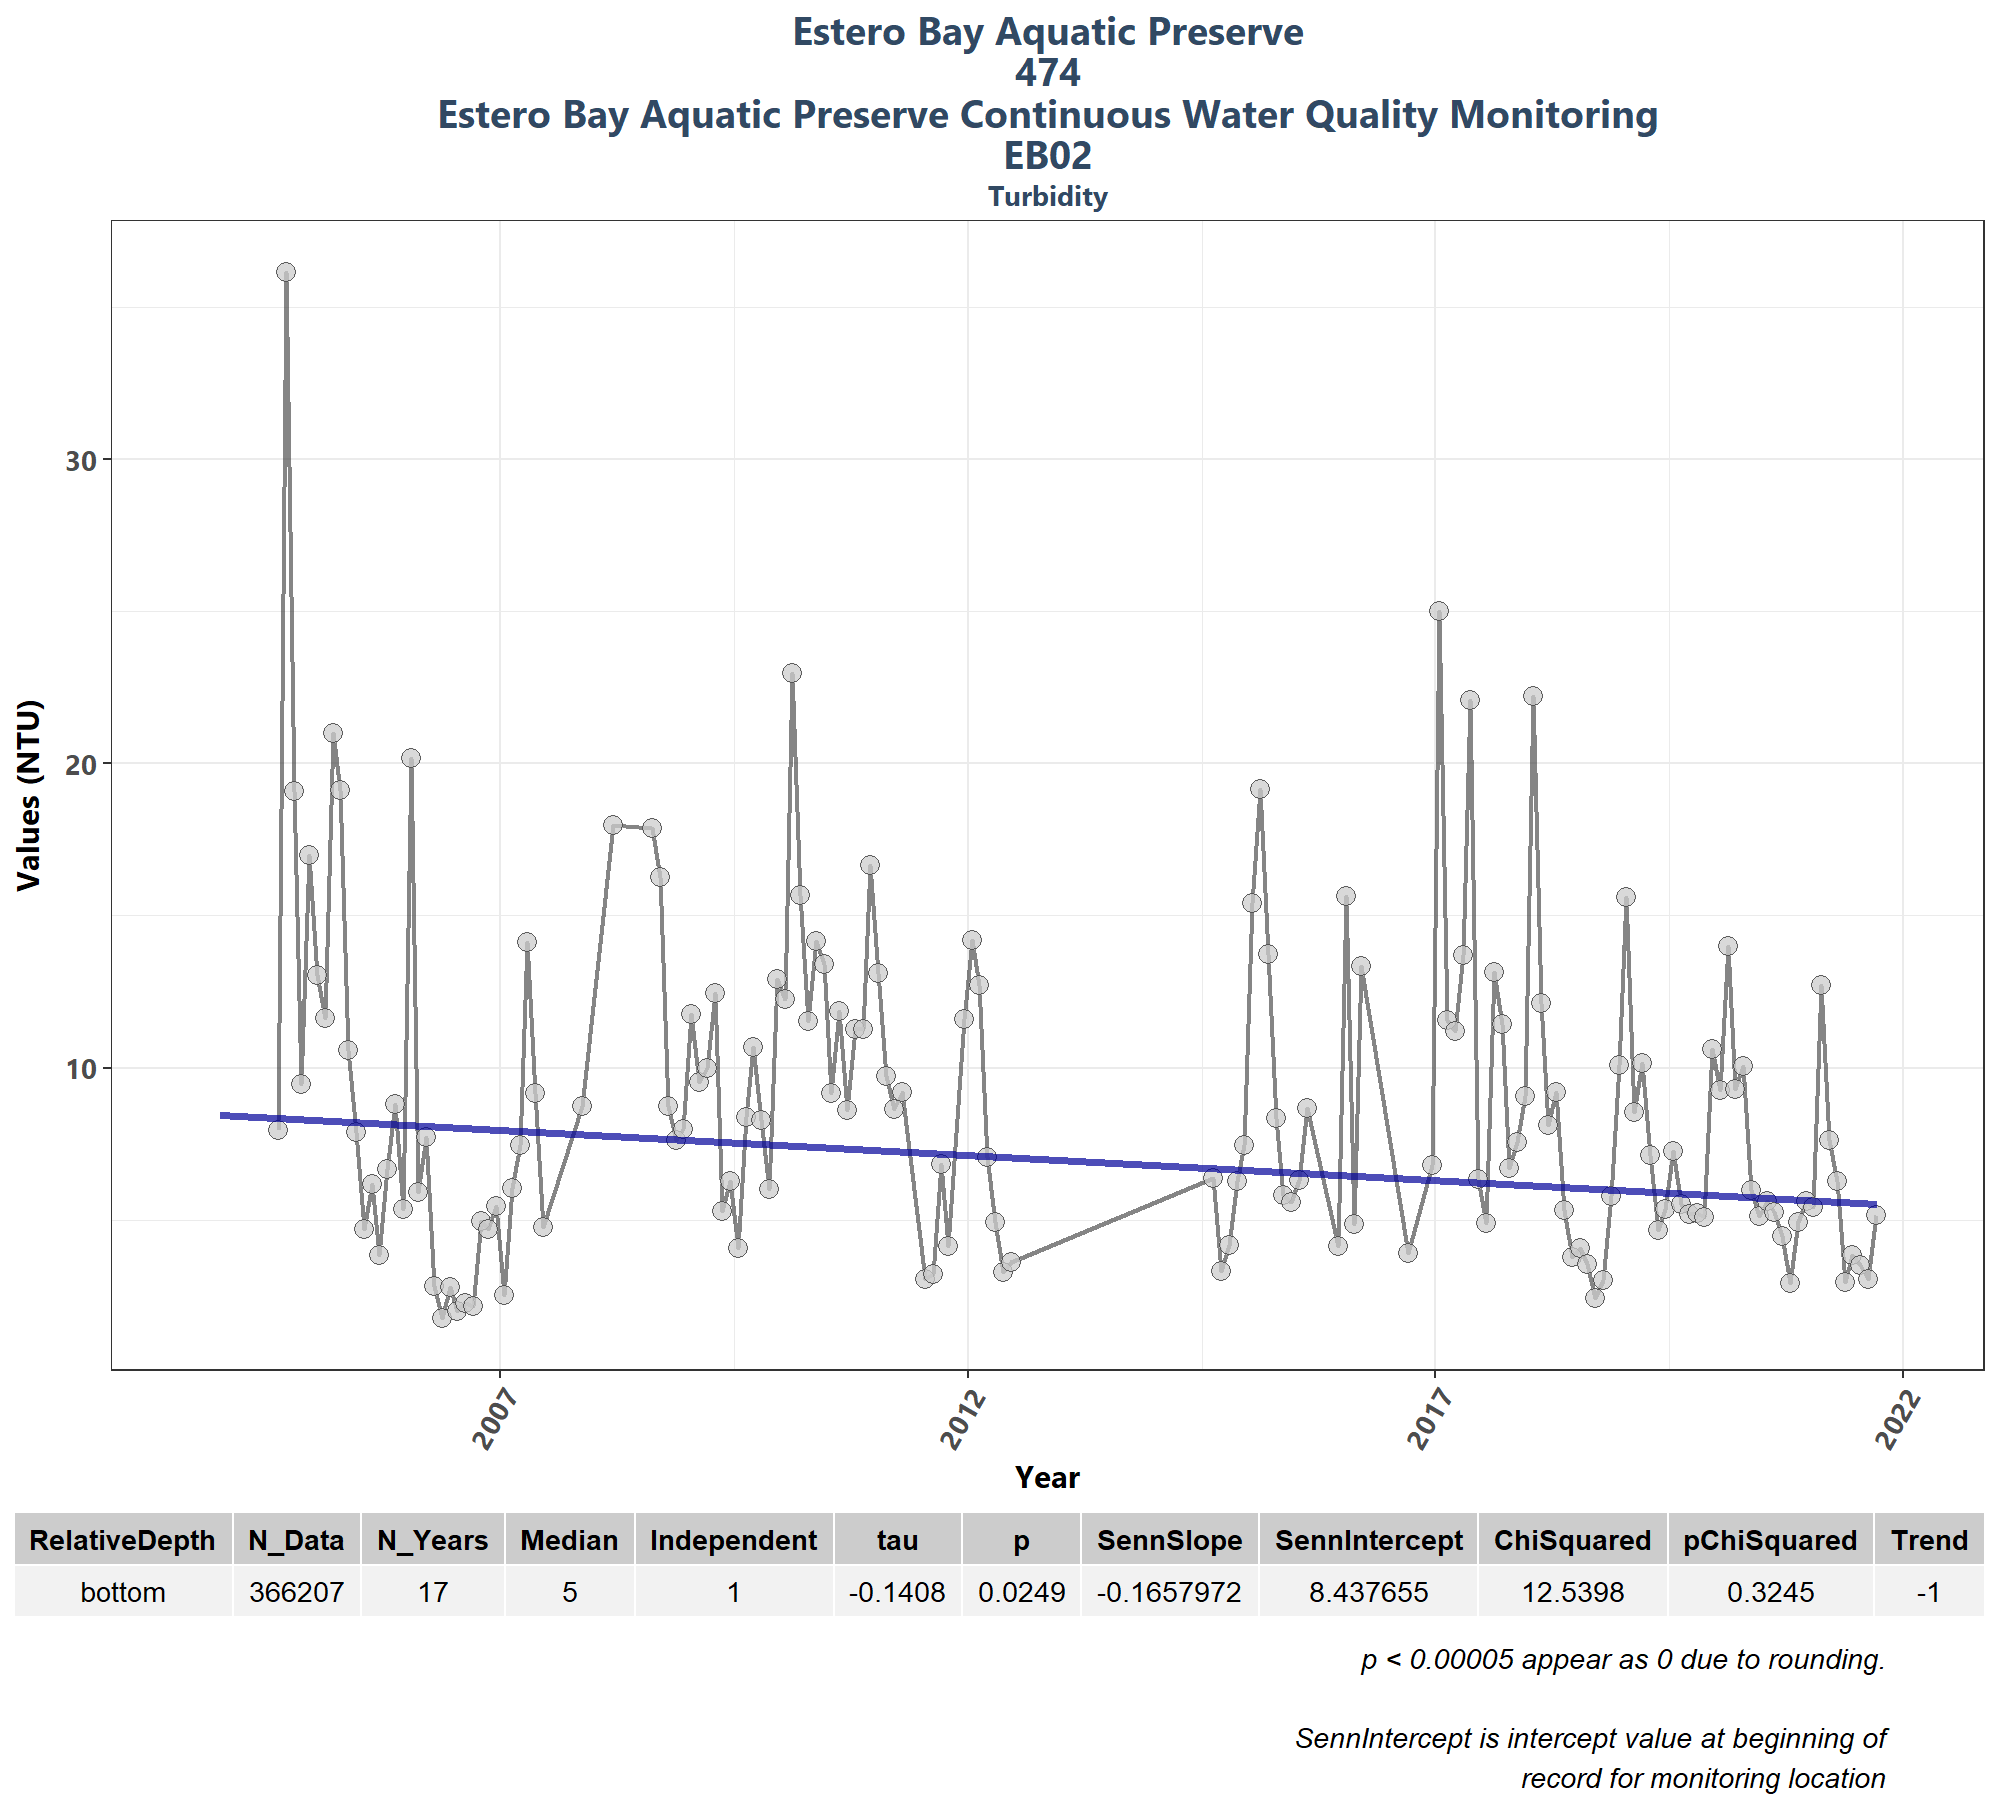 Estero Bay Aquatic Preserve
474
Estero Bay Aquatic Preserve Continuous Water Quality Monitoring
EB02
Turbidity
Values (NTU)
30
20
10
2007
2012
2017
2022
Year
RelativeDepth N_Data N_Years Median Independent tau p SennSlope SennIntercept ChiSquared pChiSquared Trend
bottom 366207 17 5 1 -0.1408 0.0249 -0.1657972 8.437655 12.5398 0.3245 -1
p < 0.00005 appear as 0 due to rounding.
SennIntercept is intercept value at beginning of
record for monitoring location